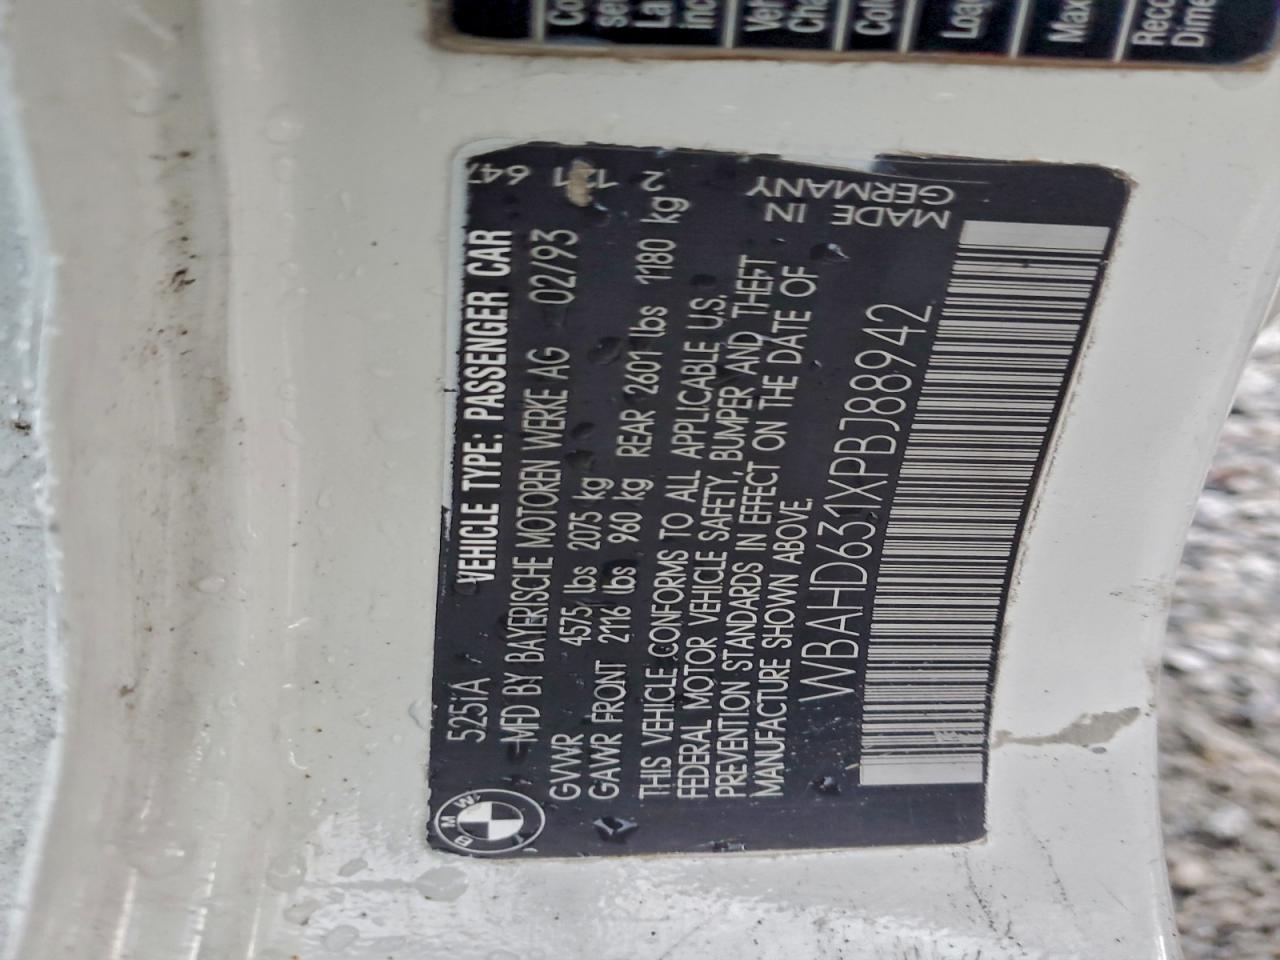 BMW
525iA VEHICLE TYPE: PASSENGER CAR
MFD BY BAYERISCHE MOTOREN WERKE AG 02/93
GVWR 4575 lbs 2075 kg
GAWR FRONT 2116 lbs 960 kg REAR 2601 lbs 1180 kg
THIS VEHICLE CONFORMS TO ALL APPLICABLE U.S.
FEDERAL MOTOR VEHICLE SAFETY, BUMPER AND THEFT
PREVENTION STANDARDS IN EFFECT ON THE DATE OF
MANUFACTURE SHOWN ABOVE.
WBAHD631XPBJ88942
MADE IN
GERMANY